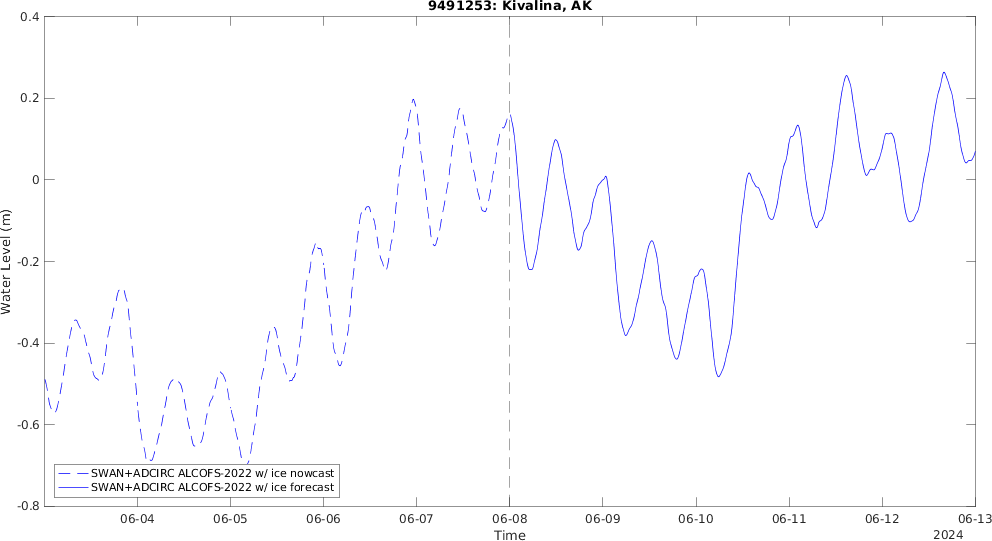 9491253: Kivalina, AK
0.4
0.2
0
-0.2
-0.4
-0.6
-0.8
Water Level (m)
SWAN+ADCIRC ALCOFS-2022 w/ ice nowcast
SWAN+ADCIRC ALCOFS-2022 w/ ice forecast
06-04 06-05 06-06 06-07 06-08 06-09 06-10 06-11 06-12 06-13
Time
2024